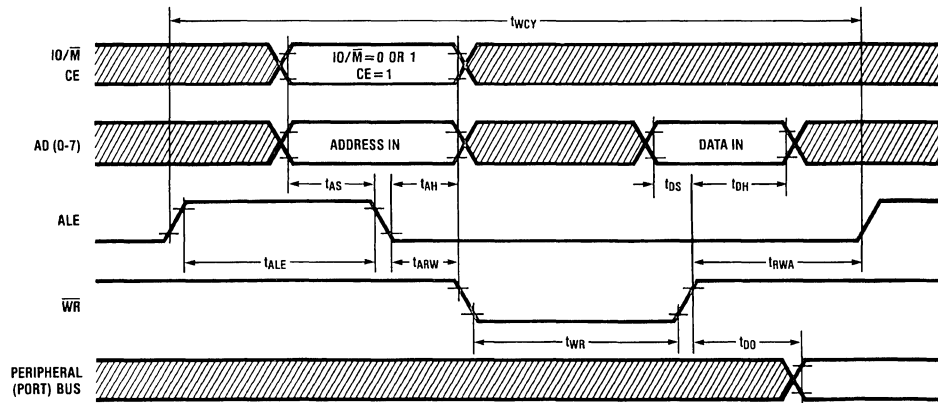 tWCY
IO/M̅
CE
IO/M̅=0 OR 1
CE=1
AD (0-7)
ADDRESS IN
DATA IN
tAS
tAH
tDS
tDH
ALE
tALE
tARW
tRWA
W̅R̅
tWR
tDO
PERIPHERAL
(PORT) BUS